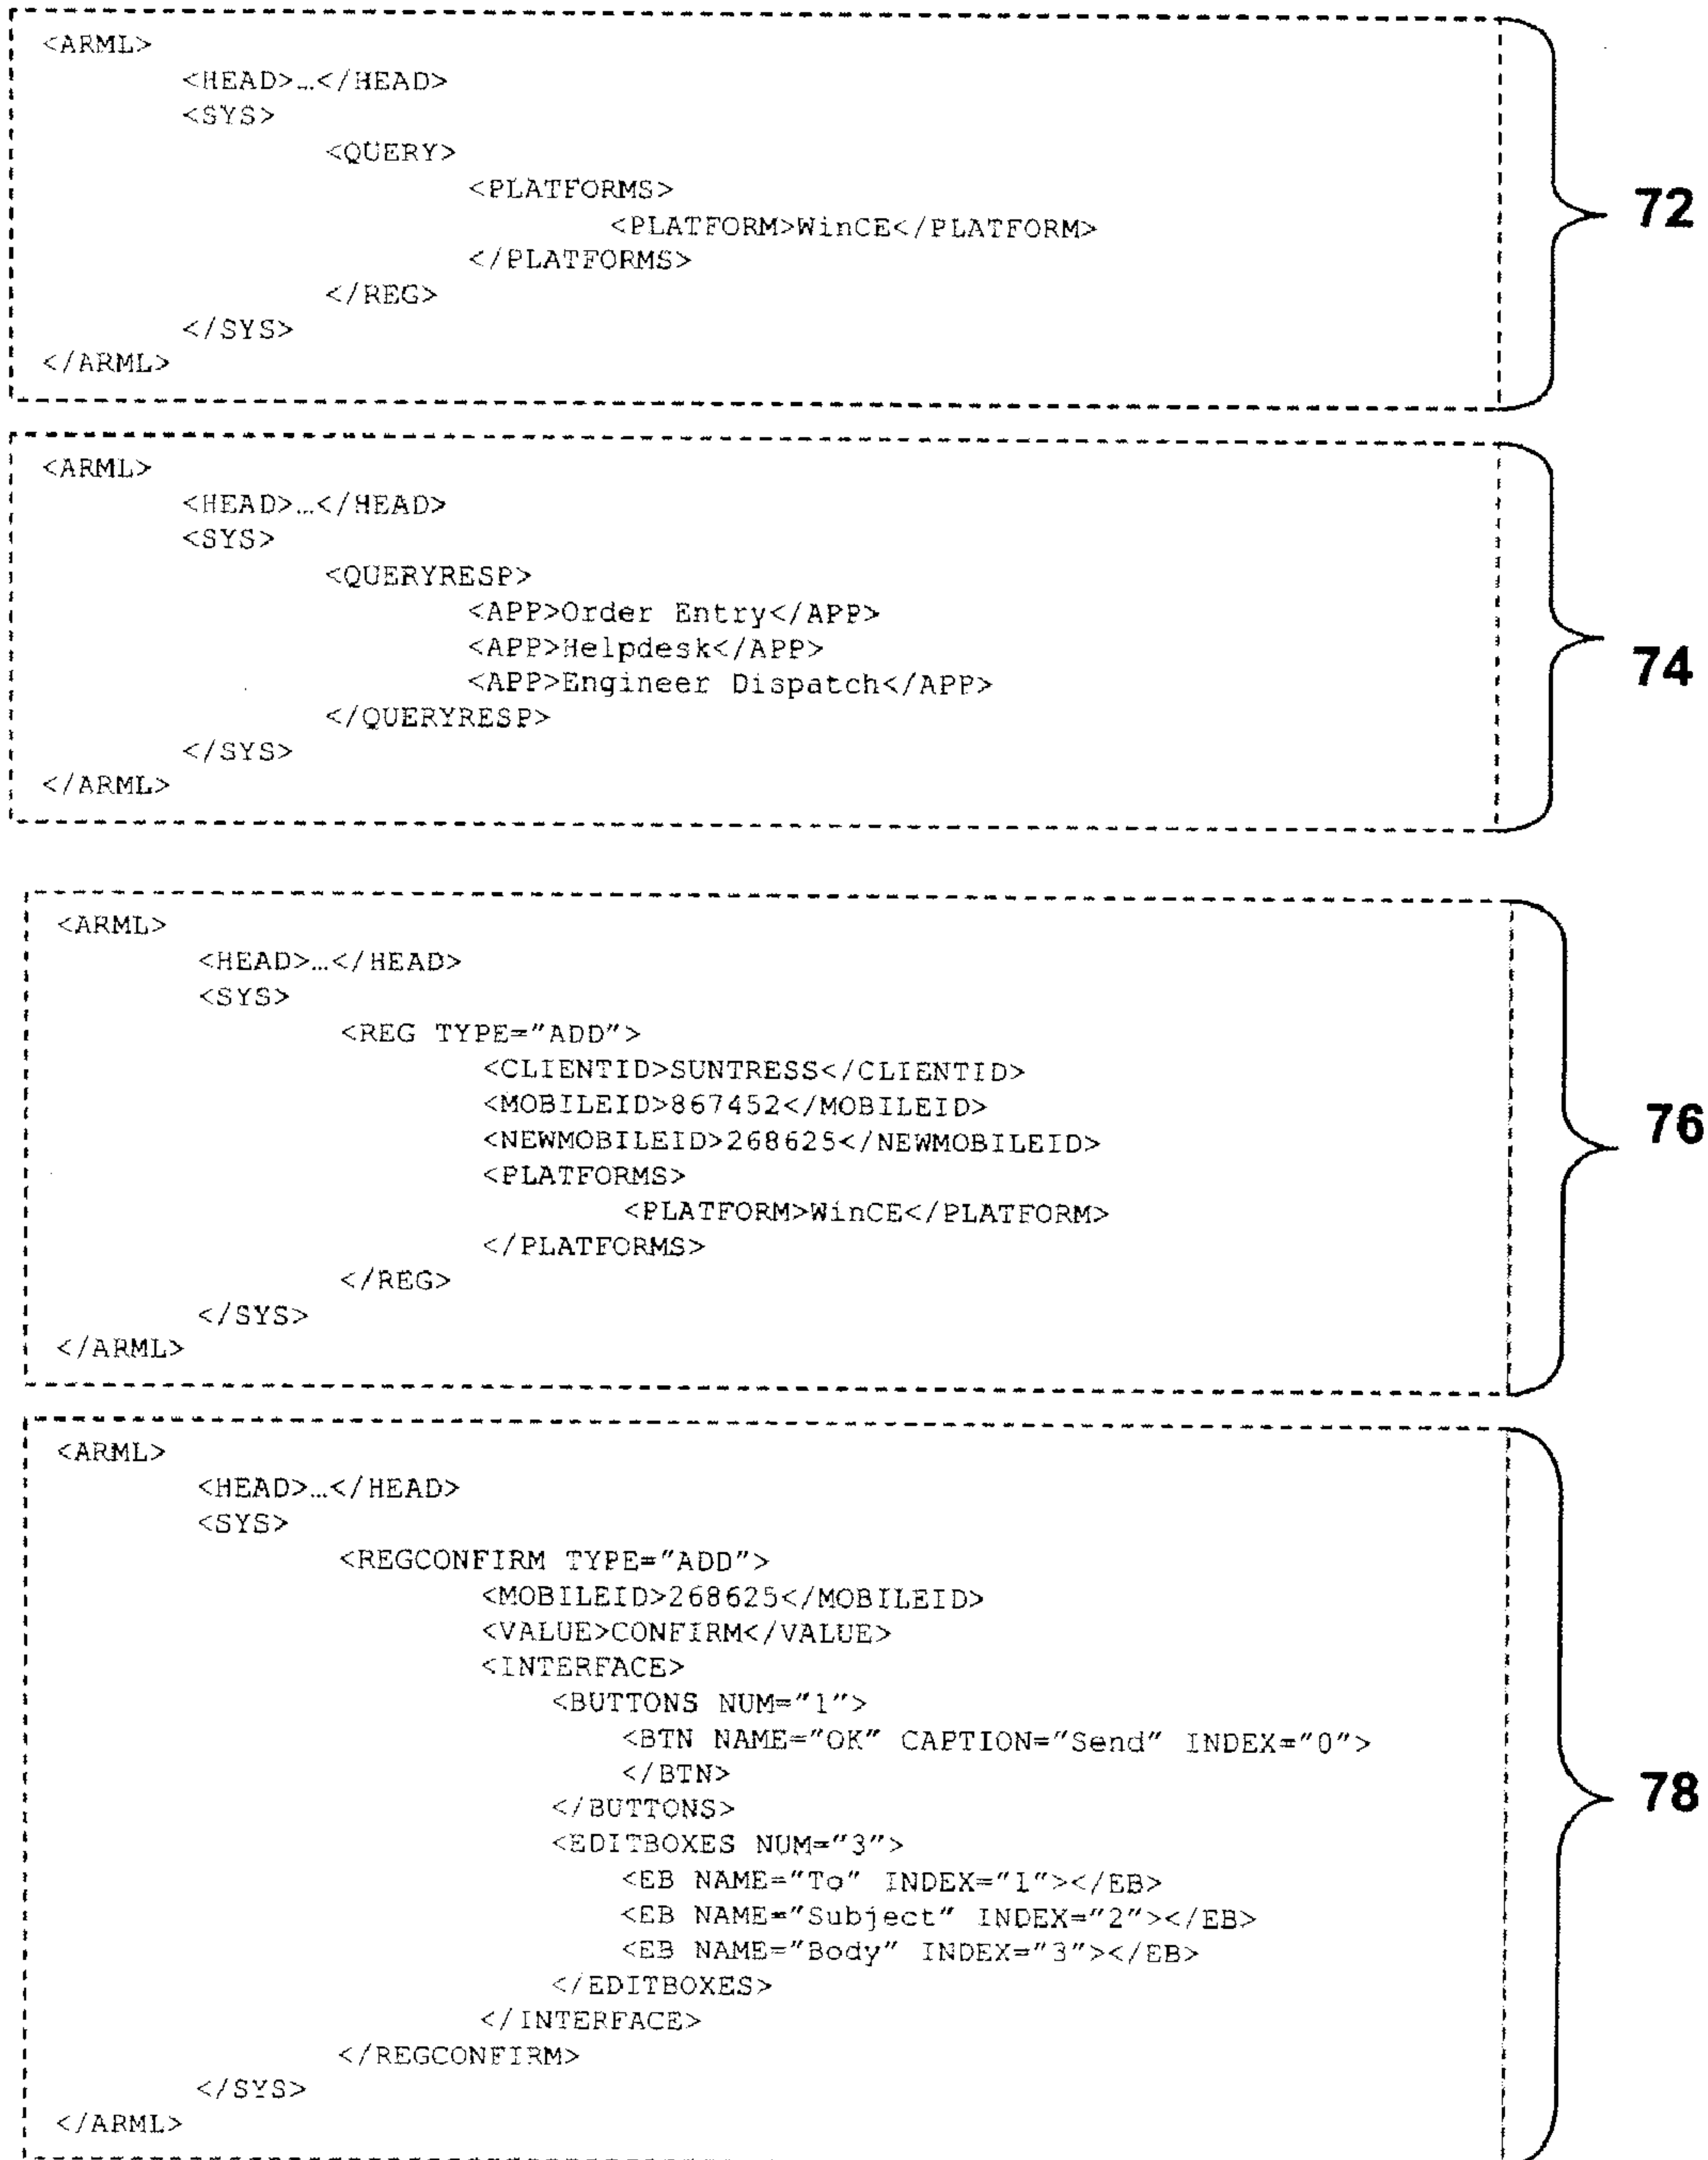 <ARML>
<HEAD>…</HEAD>
<SYS>
<QUERY>
<PLATFORMS>
<PLATFORM>WinCE</PLATFORM>
</PLATFORMS>
</REG>
</SYS>
</ARML>
72
<ARML>
<HEAD>…</HEAD>
<SYS>
<QUERYRESP>
<APP>Order Entry</APP>
<APP>Helpdesk</APP>
<APP>Engineer Dispatch</APP>
</QUERYRESP>
</SYS>
</ARML>
74
<ARML>
<HEAD>…</HEAD>
<SYS>
<REG TYPE="ADD">
<CLIENTID>SUNTRESS</CLIENTID>
<MOBILEID>867452</MOBILEID>
<NEWMOBILEID>268625</NEWMOBILEID>
<PLATFORMS>
<PLATFORM>WinCE</PLATFORM>
</PLATFORMS>
</REG>
</SYS>
</ARML>
76
<ARML>
<HEAD>…</HEAD>
<SYS>
<REGCONFIRM TYPE="ADD">
<MOBILEID>268625</MOBILEID>
<VALUE>CONFIRM</VALUE>
<INTERFACE>
<BUTTONS NUM="1">
<BTN NAME="OK" CAPTION="Send" INDEX="0">
</BTN>
</BUTTONS>
<EDITBOXES NUM="3">
<EB NAME="To" INDEX="1"></EB>
<EB NAME="Subject" INDEX="2"></EB>
<EB NAME="Body" INDEX="3"></EB>
</EDITBOXES>
</INTERFACE>
</REGCONFIRM>
</SYS>
</ARML>
78